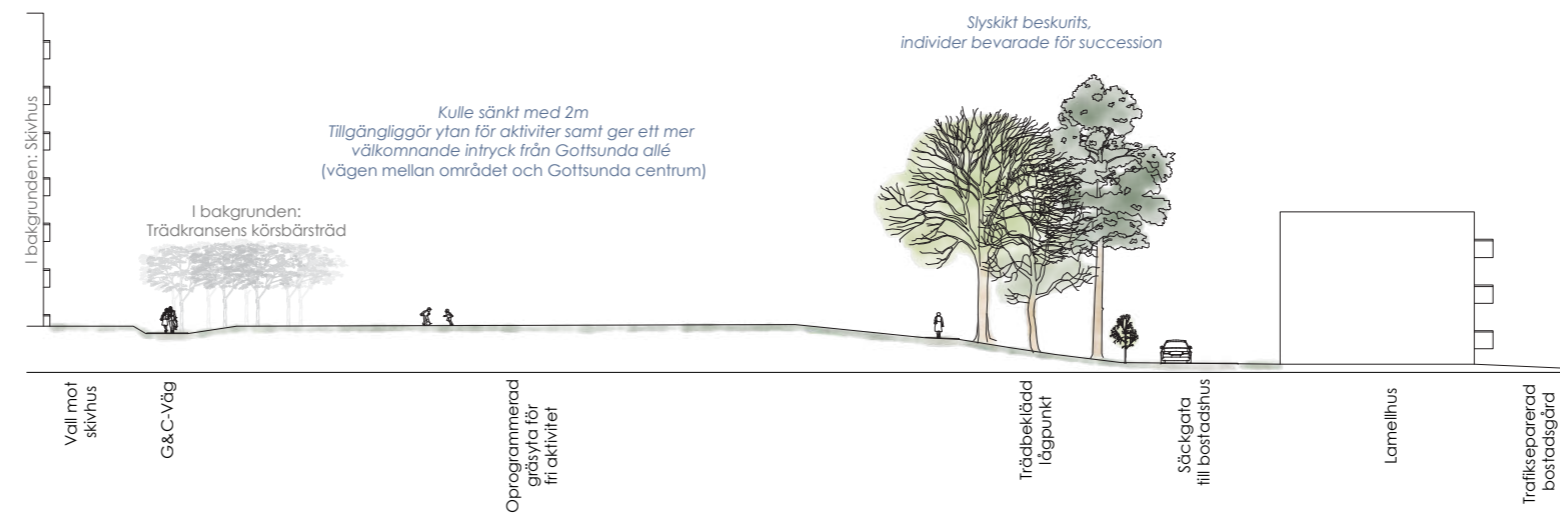 Slyskikt beskurits,
individer bevarade för succession
Kulle sänkt med 2m
Tillgängliggör ytan för aktiviter samt ger ett mer
välkomnande intryck från Gottsunda allé
(vägen mellan området och Gottsunda centrum)
I bakgrunden: Skivhus
I bakgrunden:
Trädkransens körsbärsträd
Vall mot
skivhus
G&C-Väg
Oprogrammerad
gräsyta för
fri aktivitet
Trädbeklädd
lågpunkt
Säckgata
till bostadshus
Lamellhus
Trafikseparerad
bostadsgård